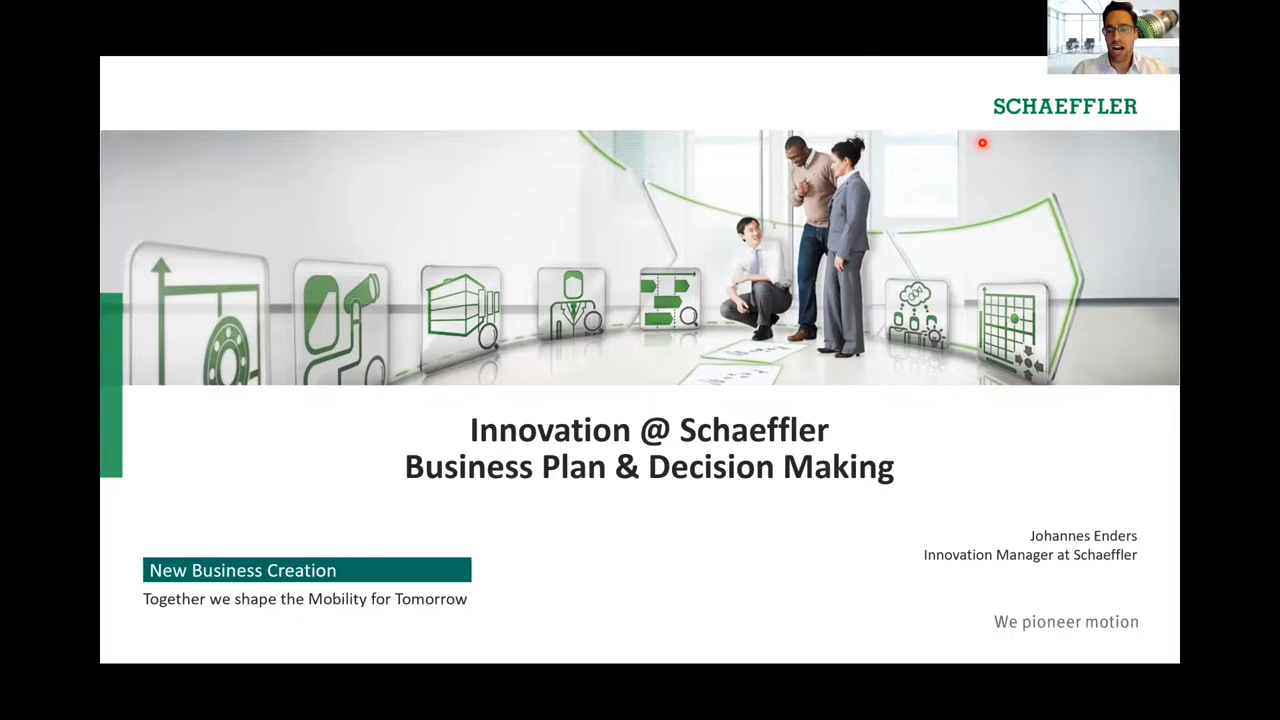 SCHAEFFLER
Innovation @ Schaeffler
Business Plan & Decision Making
Johannes Enders
Innovation Manager at Schaeffler
New Business Creation
Together we shape the Mobility for Tomorrow
We pioneer motion